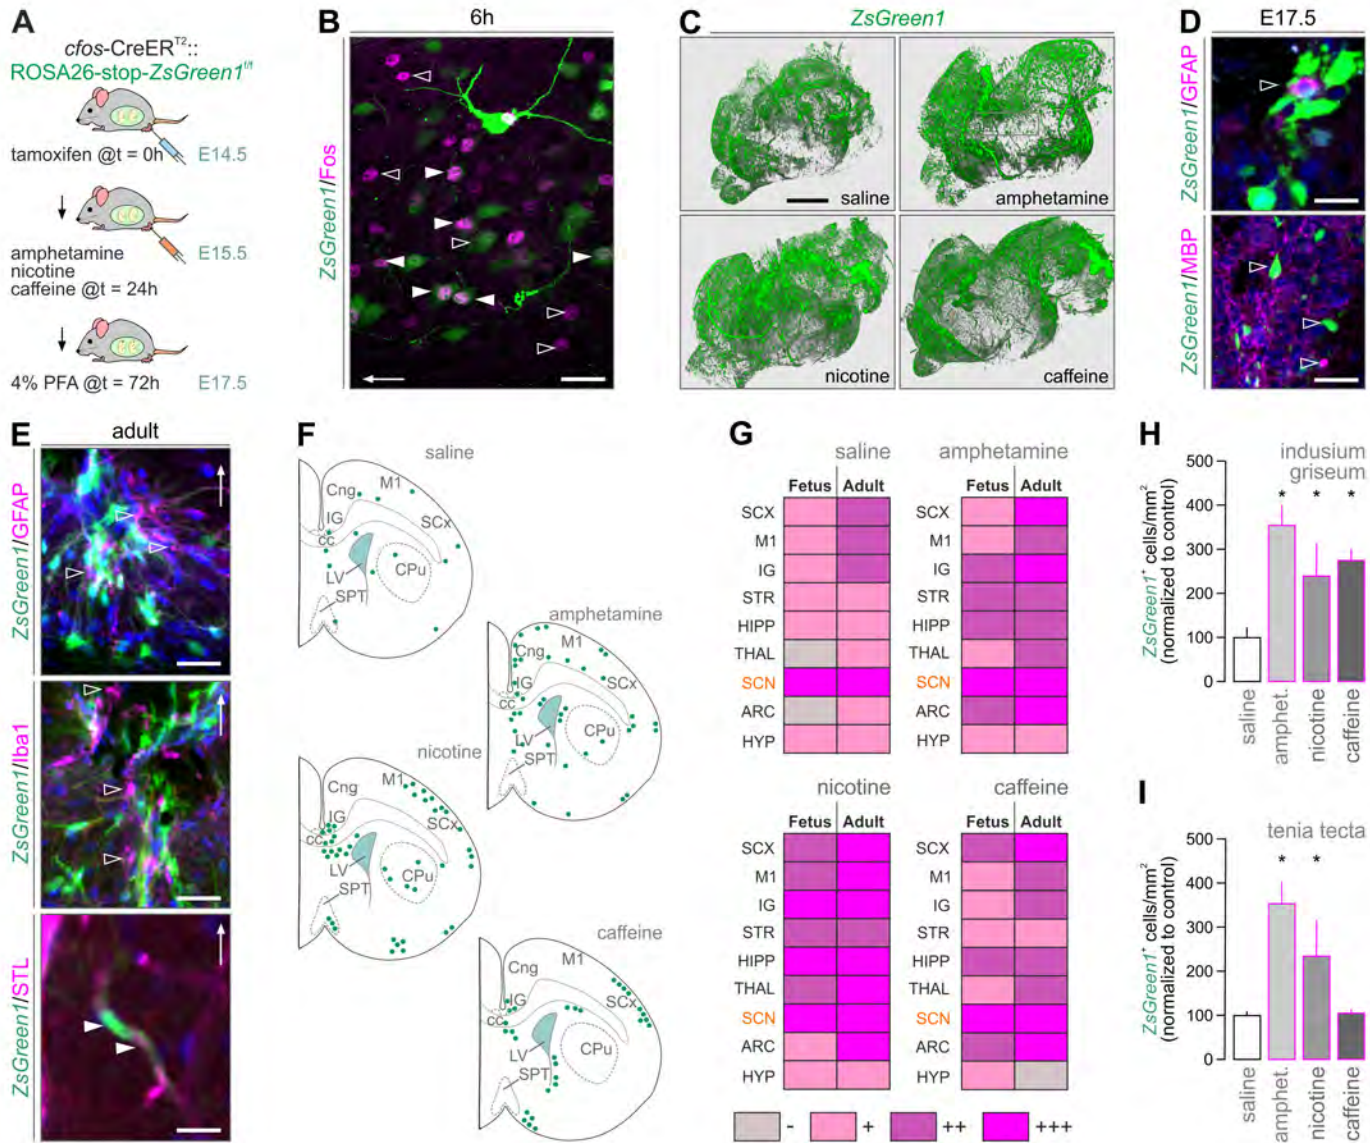 A
cfos-CreERT2::
ROSA26-stop-ZsGreen1f/f
tamoxifen @t = 0h
E14.5
amphetamine
nicotine
caffeine @t = 24h
E15.5
4% PFA @t = 72h
E17.5
B
6h
ZsGreen1/Fos
C
ZsGreen1
saline
amphetamine
nicotine
caffeine
D
E17.5
ZsGreen1/GFAP
ZsGreen1/MBP
E
adult
ZsGreen1/GFAP
ZsGreen1/Iba1
ZsGreen1/STL
F
saline
Cng
M1
IG
SCx
cc
LV
CPu
SPT
amphetamine
M1
Cng
IG
SCx
cc
LV
CPu
SPT
nicotine
M1
Cng
IG
SCx
cc
LV
CPu
SPT
caffeine
M1
Cng
IG
SCx
cc
LV
CPu
SPT
G
saline
Fetus Adult
SCX
M1
IG
STR
HIPP
THAL
SCN
ARC
HYP
amphetamine
Fetus Adult
SCX
M1
IG
STR
HIPP
THAL
SCN
ARC
HYP
nicotine
Fetus Adult
SCX
M1
IG
STR
HIPP
THAL
SCN
ARC
HYP
caffeine
Fetus Adult
SCX
M1
IG
STR
HIPP
THAL
SCN
ARC
HYP
- + ++ +++
H
indusium
griseum
ZsGreen1+ cells/mm2
(normalized to control)
500
400
300
200
100
0
* * *
saline
amphet.
nicotine
caffeine
I
tenia tecta
ZsGreen1+ cells/mm2
(normalized to control)
500
400
300
200
100
0
* *
saline
amphet.
nicotine
caffeine